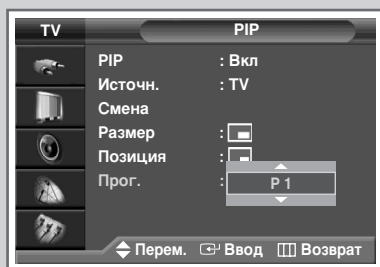 TV PIP
PIP : Вкл
Источн. : TV
Смена
Размер :
Позиция :
Прог. : P 1
Перем. Ввод Возврат